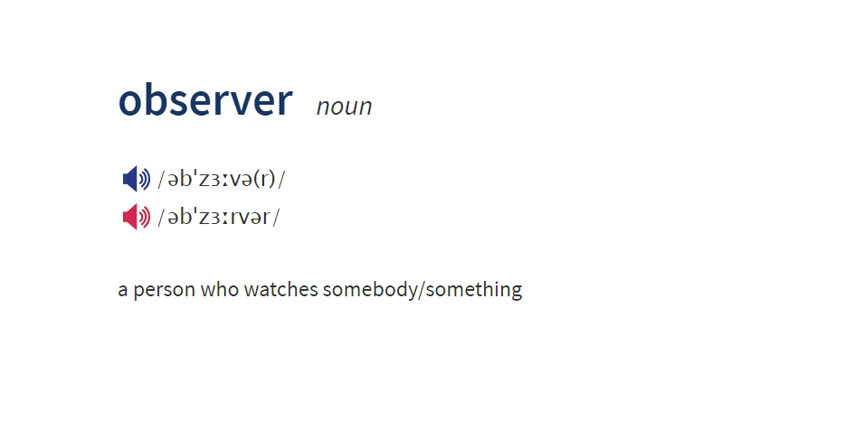 observer noun
/əbˈzɜːvə(r)/
/əbˈzɜːrvər/
a person who watches somebody/something